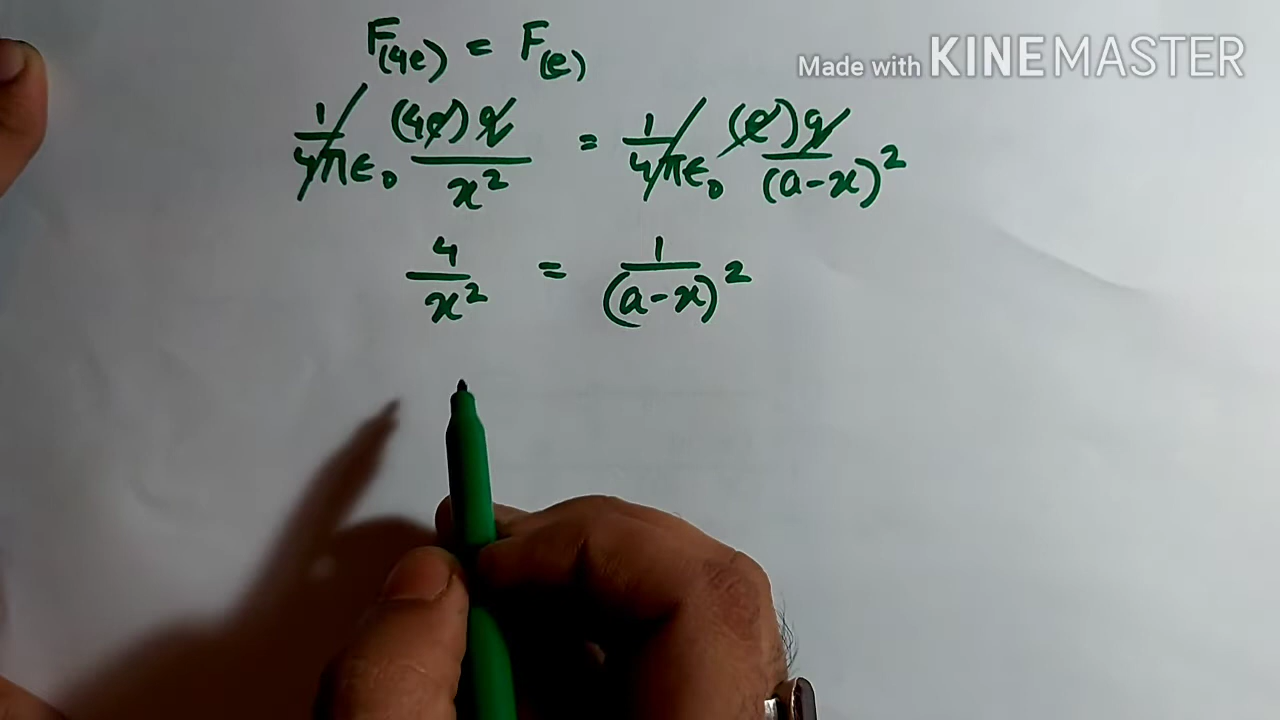 Made with KINEMASTER
F(4e) = F(e)
1/4πε₀ (4e)q/x² = 1/4πε₀ (e)q/(a-x)²
4/x² = 1/(a-x)²